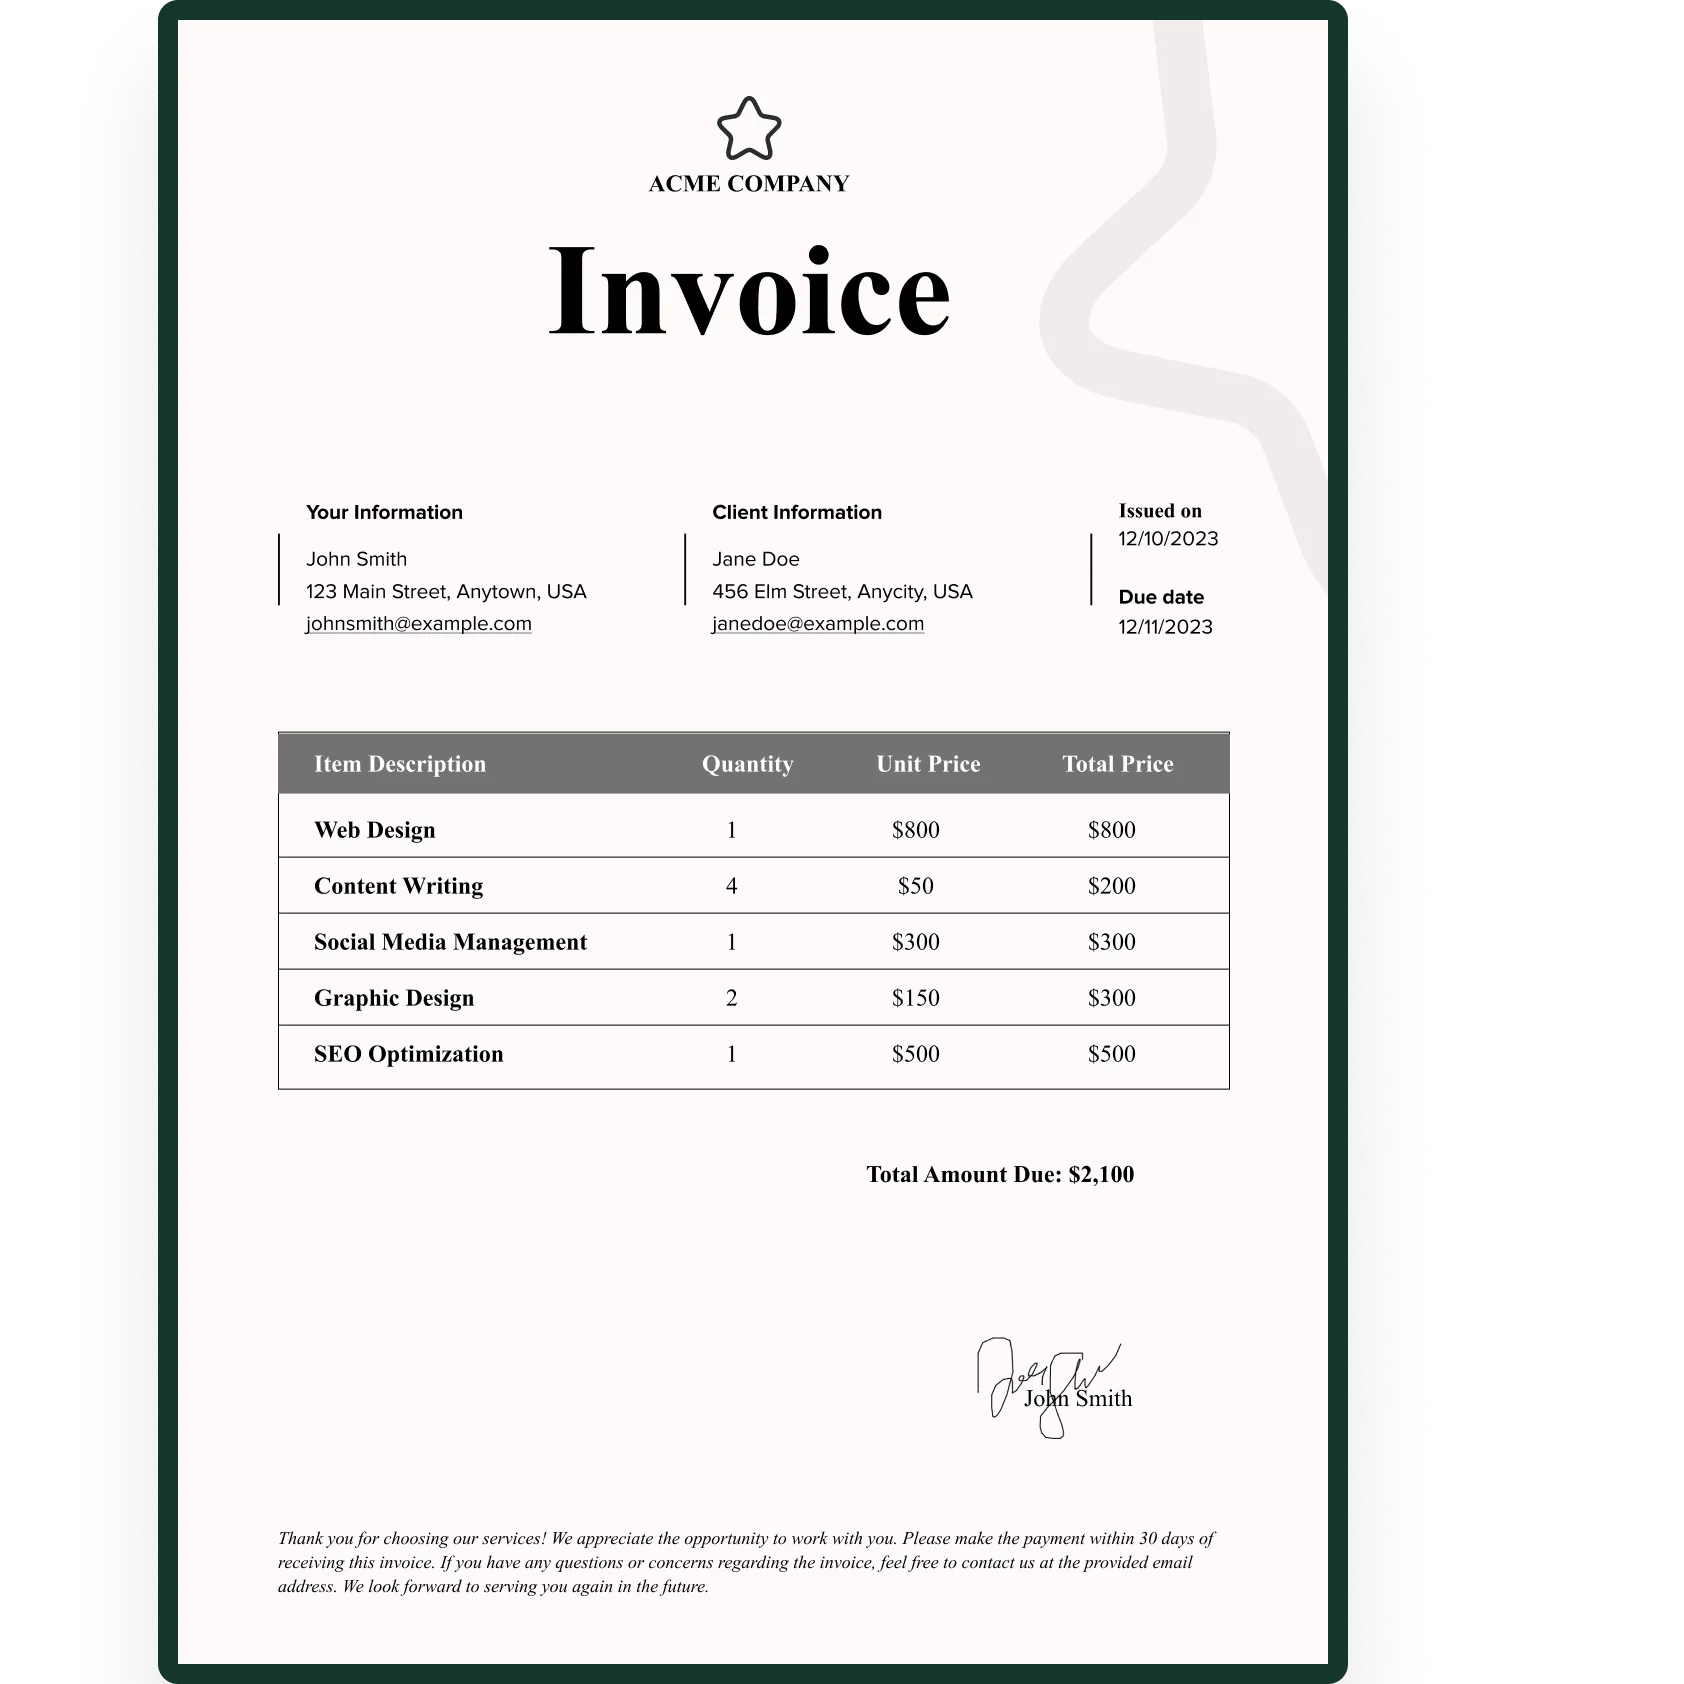 ACME COMPANY
Invoice
Your Information
John Smith
123 Main Street, Anytown, USA
johnsmith@example.com
Client Information
Jane Doe
456 Elm Street, Anycity, USA
janedoe@example.com
Issued on
12/10/2023
Due date
12/11/2023
Item Description Quantity Unit Price Total Price
Web Design 1 $800 $800
Content Writing 4 $50 $200
Social Media Management 1 $300 $300
Graphic Design 2 $150 $300
SEO Optimization 1 $500 $500
Total Amount Due: $2,100
John Smith
Thank you for choosing our services! We appreciate the opportunity to work with you. Please make the payment within 30 days of
receiving this invoice. If you have any questions or concerns regarding the invoice, feel free to contact us at the provided email
address. We look forward to serving you again in the future.